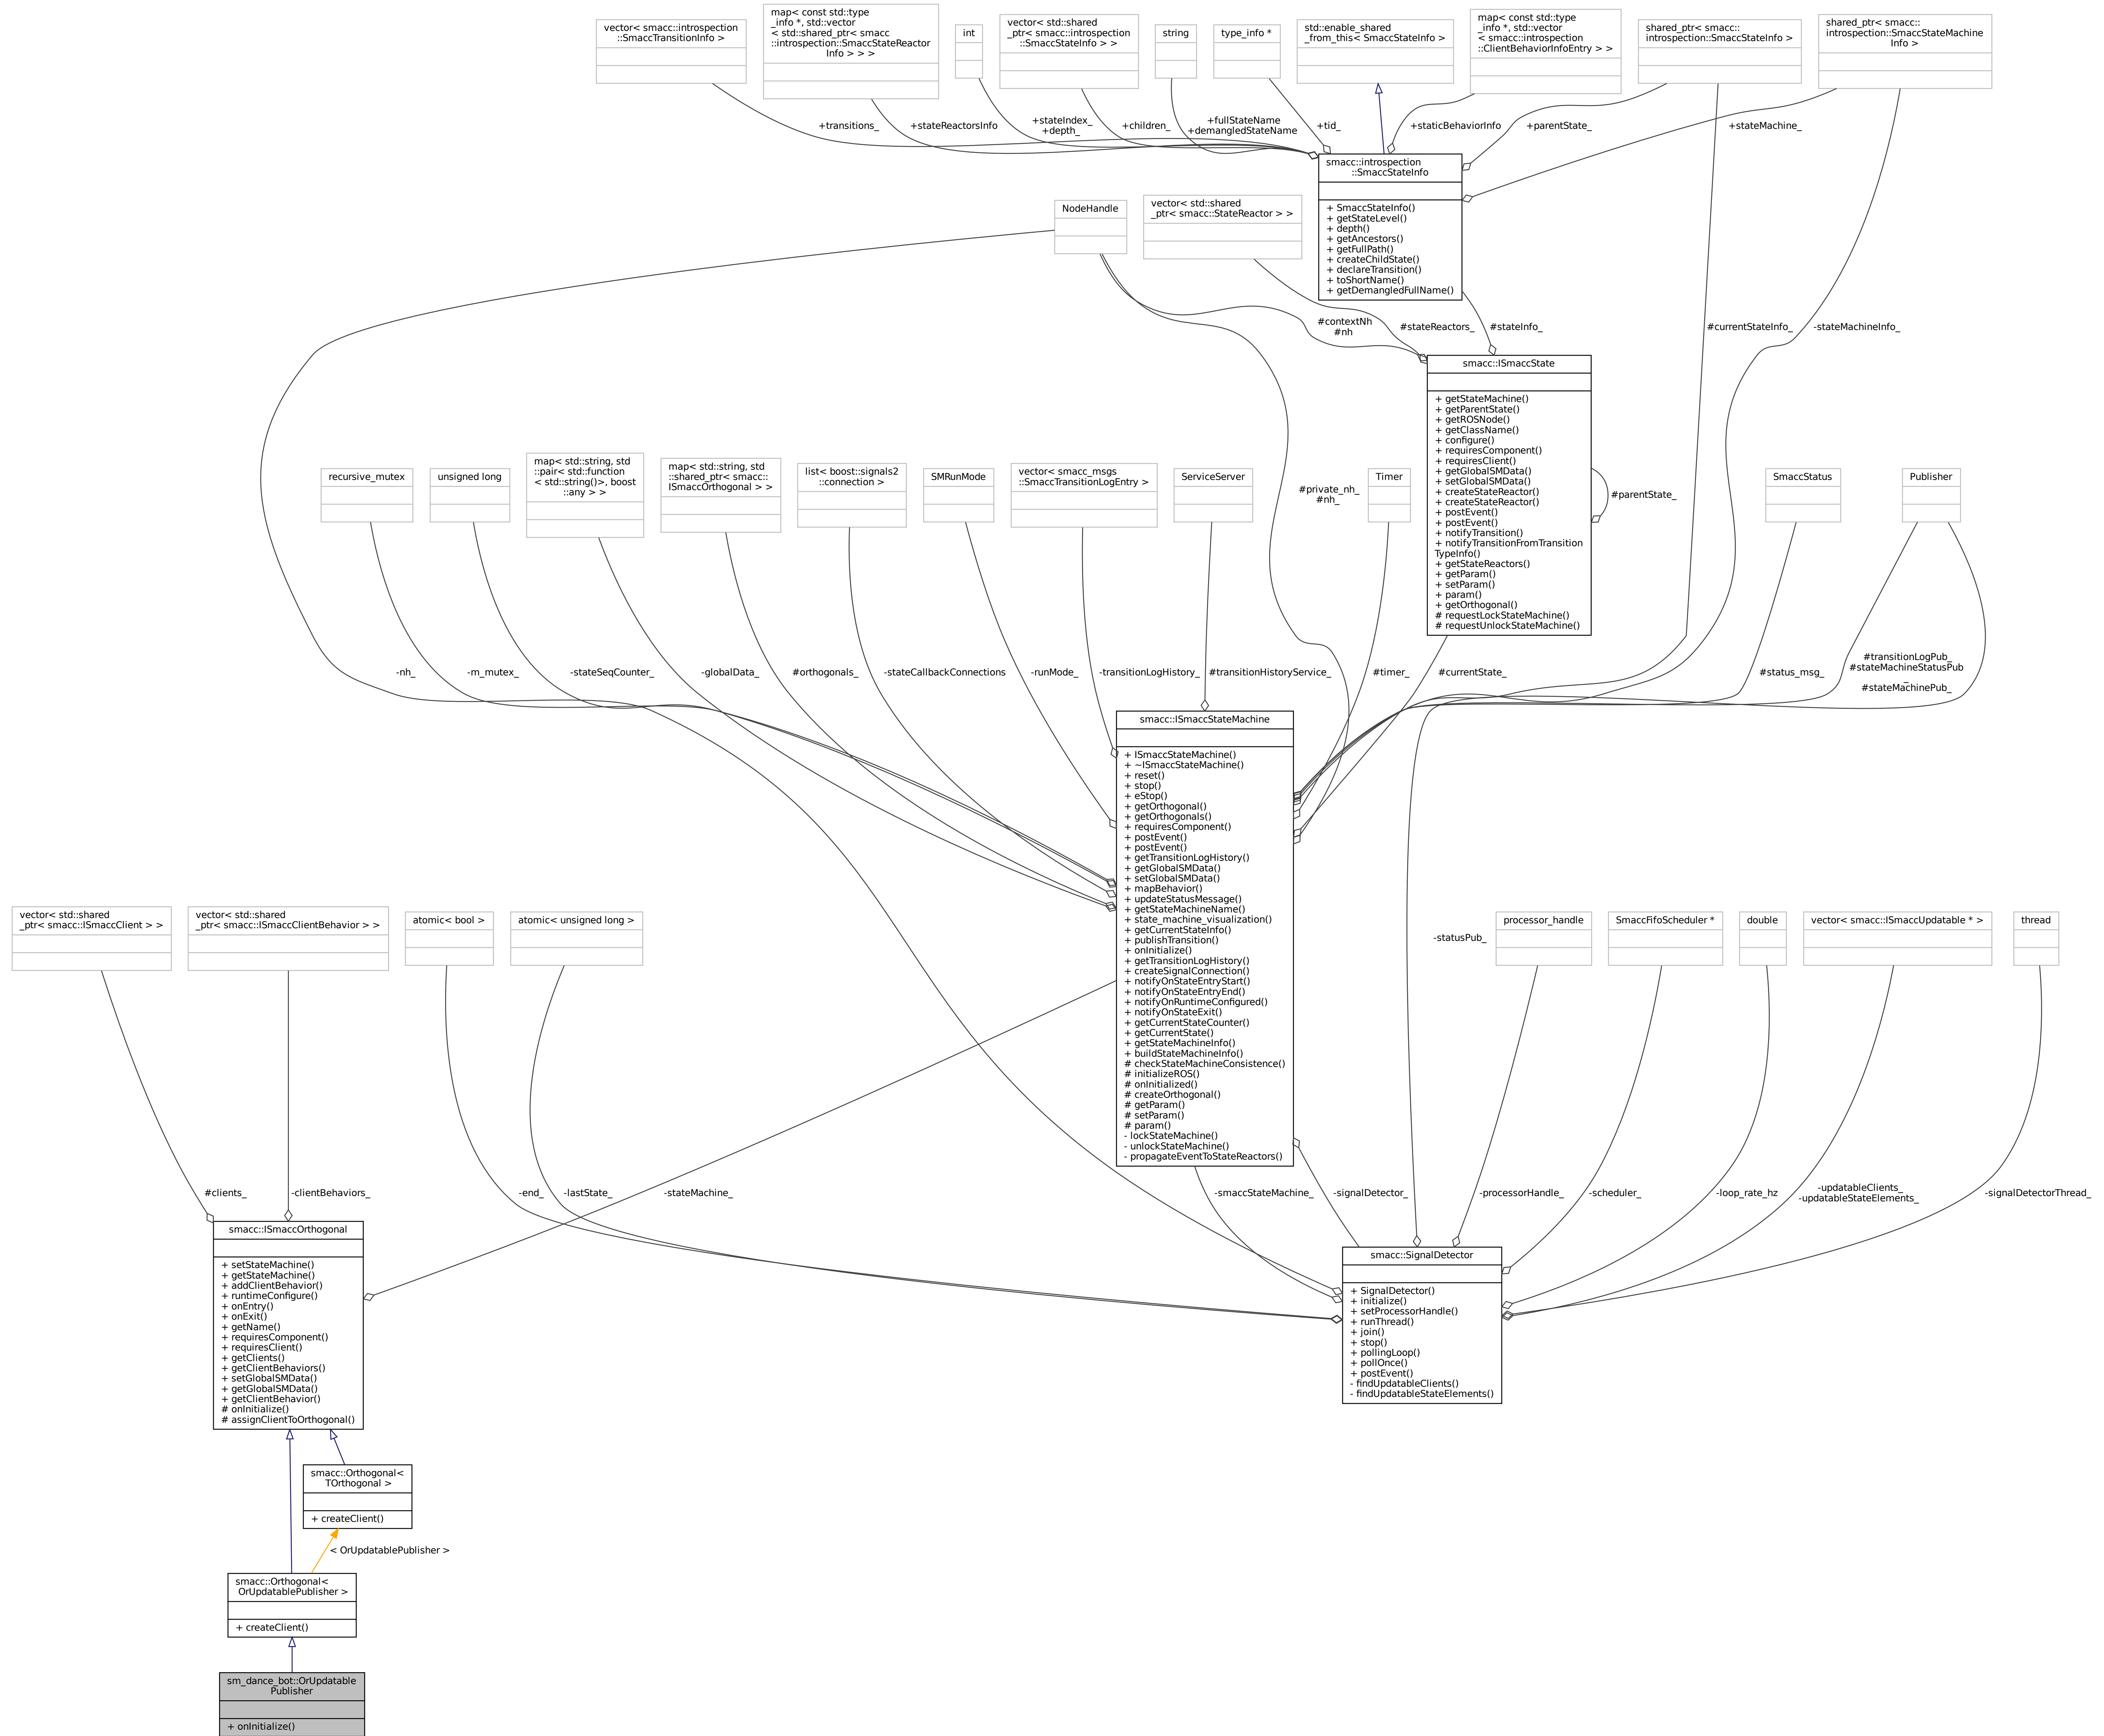 vector< smacc::introspection
::SmaccTransitionInfo >
map< const std::type
_info *, std::vector
< std::shared_ptr< smacc
::introspection::SmaccStateReactor
Info > > >
int
vector< std::shared
_ptr< smacc::introspection
::SmaccStateInfo > >
string
type_info *
std::enable_shared
_from_this< SmaccStateInfo >
map< const std::type
_info *, std::vector
< smacc::introspection
::ClientBehaviorInfoEntry > >
shared_ptr< smacc::
introspection::SmaccStateInfo >
shared_ptr< smacc::
introspection::SmaccStateMachine
Info >
+transitions_
+stateReactorsInfo
+stateIndex_
+depth_
+children_
+fullStateName
+demangledStateName
+tid_
+staticBehaviorInfo
+parentState_
+stateMachine_
smacc::introspection
::SmaccStateInfo
+ SmaccStateInfo()
+ getStateLevel()
+ depth()
+ getAncestors()
+ getFullPath()
+ createChildState()
+ declareTransition()
+ toShortName()
+ getDemangledFullName()
NodeHandle
vector< std::shared
_ptr< smacc::StateReactor > >
#contextNh
#nh
#stateReactors_
#stateInfo_
#currentStateInfo_
-stateMachineInfo_
smacc::ISmaccState
+ getStateMachine()
+ getParentState()
+ getROSNode()
+ getClassName()
+ configure()
+ requiresComponent()
+ requiresClient()
+ getGlobalSMData()
+ setGlobalSMData()
+ createStateReactor()
+ createStateReactor()
+ postEvent()
+ postEvent()
+ notifyTransition()
+ notifyTransitionFromTransition
TypeInfo()
+ getStateReactors()
+ getParam()
+ setParam()
+ param()
+ getOrthogonal()
# requestLockStateMachine()
# requestUnlockStateMachine()
#parentState_
recursive_mutex
unsigned long
map< std::string, std
::pair< std::function
< std::string()>, boost
::any > >
map< std::string, std
::shared_ptr< smacc::
ISmaccOrthogonal > >
list< boost::signals2
::connection >
SMRunMode
vector< smacc_msgs
::SmaccTransitionLogEntry >
ServiceServer
#private_nh_
#nh_
Timer
SmaccStatus
Publisher
-nh_
-m_mutex_
-stateSeqCounter_
-globalData_
#orthogonals_
-stateCallbackConnections
-runMode_
-transitionLogHistory_
#transitionHistoryService_
#timer_
#currentState_
#status_msg_
#transitionLogPub_
#stateMachineStatusPub
_
#stateMachinePub_
smacc::ISmaccStateMachine
+ ISmaccStateMachine()
+ ~ISmaccStateMachine()
+ reset()
+ stop()
+ eStop()
+ getOrthogonal()
+ getOrthogonals()
+ requiresComponent()
+ postEvent()
+ postEvent()
+ getTransitionLogHistory()
+ getGlobalSMData()
+ setGlobalSMData()
+ mapBehavior()
+ updateStatusMessage()
+ getStateMachineName()
+ state_machine_visualization()
+ getCurrentStateInfo()
+ publishTransition()
+ onInitialize()
+ getTransitionLogHistory()
+ createSignalConnection()
+ notifyOnStateEntryStart()
+ notifyOnStateEntryEnd()
+ notifyOnRuntimeConfigured()
+ notifyOnStateExit()
+ getCurrentStateCounter()
+ getCurrentState()
+ getStateMachineInfo()
+ buildStateMachineInfo()
# checkStateMachineConsistence()
# initializeROS()
# onInitialized()
# createOrthogonal()
# getParam()
# setParam()
# param()
- lockStateMachine()
- unlockStateMachine()
- propagateEventToStateReactors()
vector< std::shared
_ptr< smacc::ISmaccClient > >
vector< std::shared
_ptr< smacc::ISmaccClientBehavior > >
atomic< bool >
atomic< unsigned long >
-statusPub_
processor_handle
SmaccFifoScheduler *
double
vector< smacc::ISmaccUpdatable * >
thread
#clients_
-clientBehaviors_
-end_
-lastState_
-stateMachine_
-smaccStateMachine_
-signalDetector_
-processorHandle_
-scheduler_
-loop_rate_hz
-updatableClients_
-updatableStateElements_
-signalDetectorThread_
smacc::ISmaccOrthogonal
+ setStateMachine()
+ getStateMachine()
+ addClientBehavior()
+ runtimeConfigure()
+ onEntry()
+ onExit()
+ getName()
+ requiresComponent()
+ requiresClient()
+ getClients()
+ getClientBehaviors()
+ setGlobalSMData()
+ getGlobalSMData()
+ getClientBehavior()
# onInitialize()
# assignClientToOrthogonal()
smacc::SignalDetector
+ SignalDetector()
+ initialize()
+ setProcessorHandle()
+ runThread()
+ join()
+ stop()
+ pollingLoop()
+ pollOnce()
+ postEvent()
- findUpdatableClients()
- findUpdatableStateElements()
smacc::Orthogonal<
TOrthogonal >
+ createClient()
< OrUpdatablePublisher >
smacc::Orthogonal<
OrUpdatablePublisher >
+ createClient()
sm_dance_bot::OrUpdatable
Publisher
+ onInitialize()